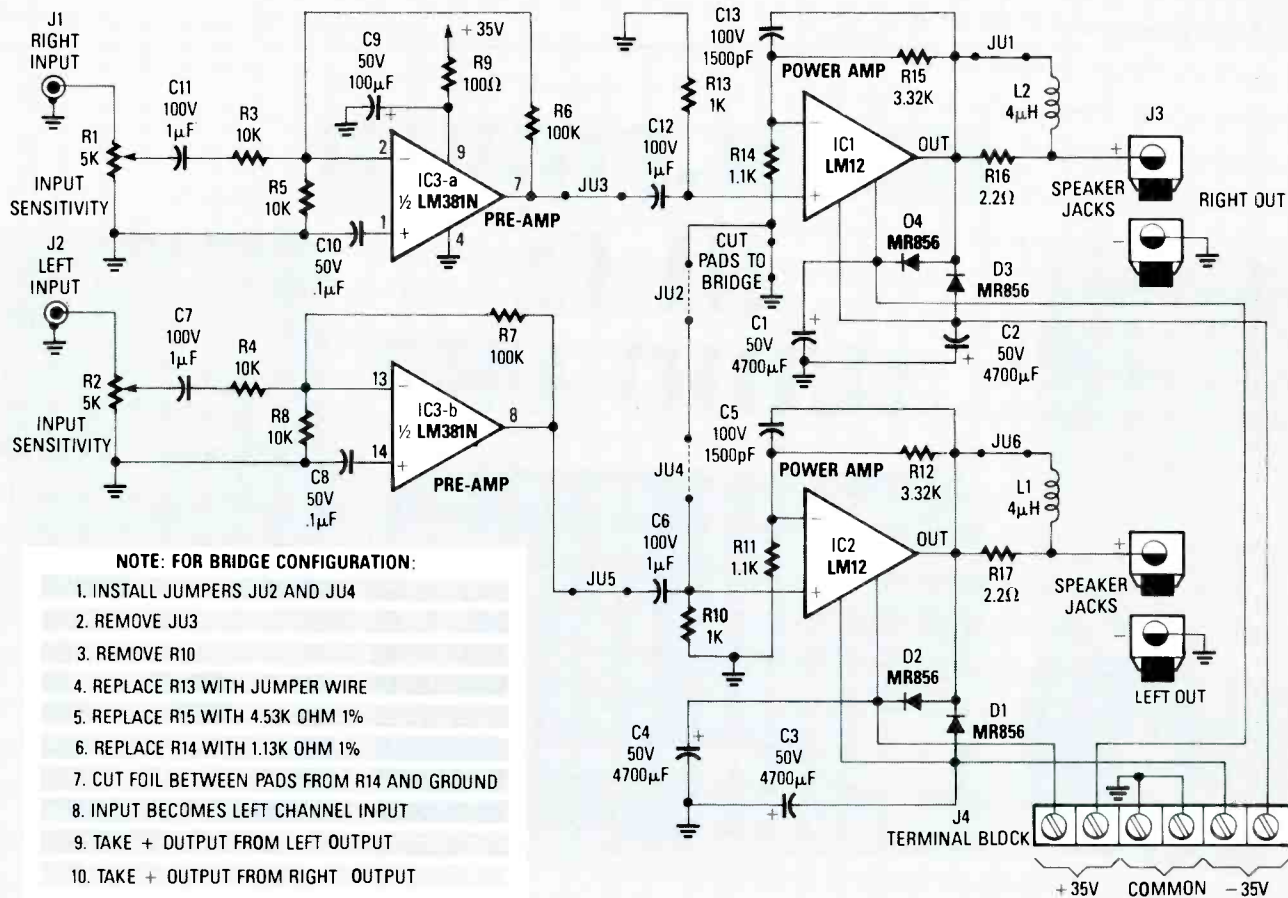 J1
RIGHT
INPUT
R1
5K
INPUT
SENSITIVITY
C11
100V
1µF
R3
10K
R5
10K
C10
50V
.1µF
C9
50V
100µF
+35V
R9
100Ω
2
−
1
+
9
4
7
IC3-a
½ LM381N
PRE-AMP
R6
100K
JU3
C12
100V
1µF
R13
1K
C13
100V
1500pF
POWER AMP
R14
1.1K
R15
3.32K
−
+
IC1
LM12
OUT
JU1
L2
4µH
R16
2.2Ω
J3
+
SPEAKER
JACKS
RIGHT OUT
−
CUT
PADS TO
BRIDGE
JU2
D4
MR856
D3
MR856
C1
50V
4700µF
+
C2
50V
4700µF
+
J2
LEFT
INPUT
R2
5K
INPUT
SENSITIVITY
C7
100V
1µF
R4
10K
R8
10K
C8
50V
.1µF
R7
100K
13
−
14
+
8
IC3-b
½ LM381N
PRE-AMP
JU4
JU5
C6
100V
1µF
R10
1K
C5
100V
1500pF
POWER AMP
R11
1.1K
R12
3.32K
−
+
IC2
LM12
OUT
JU6
L1
4µH
R17
2.2Ω
+
SPEAKER
JACKS
−
LEFT OUT
D2
MR856
D1
MR856
C4
50V
4700µF
+
C3
50V
4700µF
+
J4
TERMINAL BLOCK
+35V COMMON −35V
NOTE: FOR BRIDGE CONFIGURATION:
1. INSTALL JUMPERS JU2 AND JU4
2. REMOVE JU3
3. REMOVE R10
4. REPLACE R13 WITH JUMPER WIRE
5. REPLACE R15 WITH 4.53K OHM 1%
6. REPLACE R14 WITH 1.13K OHM 1%
7. CUT FOIL BETWEEN PADS FROM R14 AND GROUND
8. INPUT BECOMES LEFT CHANNEL INPUT
9. TAKE + OUTPUT FROM LEFT OUTPUT
10. TAKE + OUTPUT FROM RIGHT OUTPUT